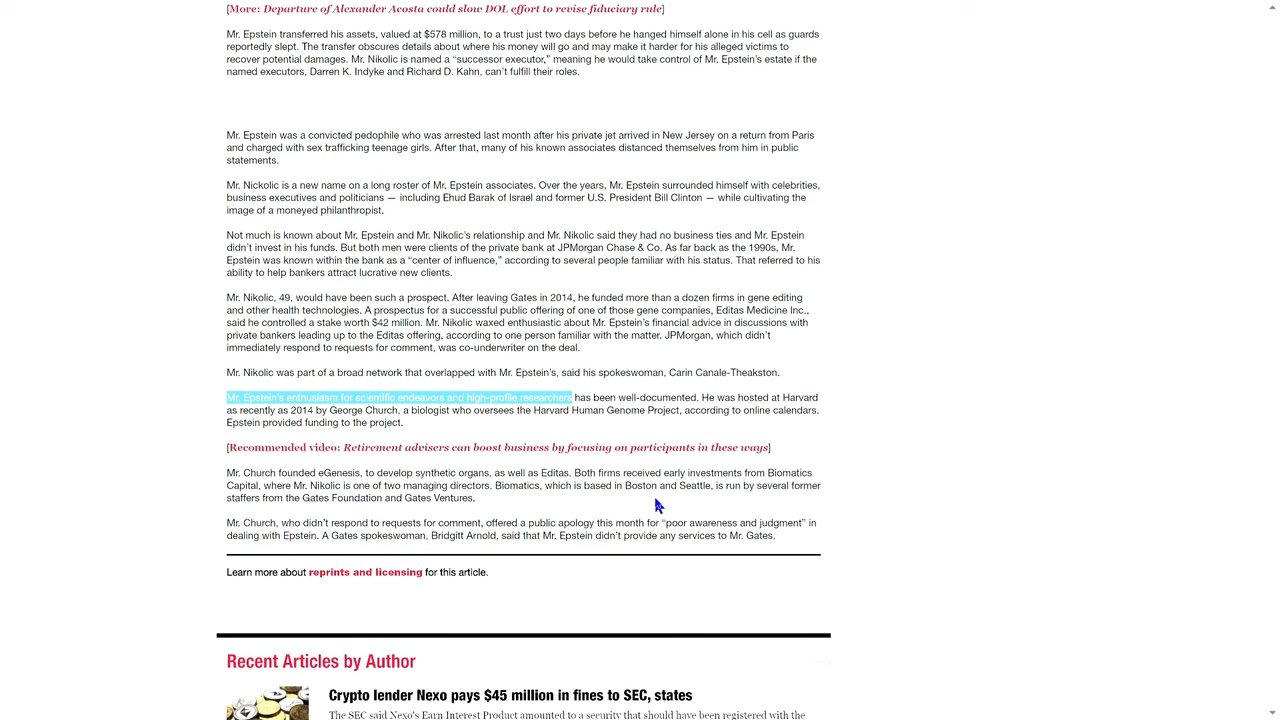 [More: Departure of Alexander Acosta could slow DOL effort to revise fiduciary rule]
Mr. Epstein transferred his assets, valued at $578 million, to a trust just two days before he hanged himself alone in his cell as guards
reportedly slept. The transfer obscures details about where his money will go and may make it harder for his alleged victims to
recover potential damages. Mr. Nikolic is named a “successor executor,” meaning he would take control of Mr. Epstein’s estate if the
named executors, Darren K. Indyke and Richard D. Kahn, can’t fulfill their roles.
Mr. Epstein was a convicted pedophile who was arrested last month after his private jet arrived in New Jersey on a return from Paris
and charged with sex trafficking teenage girls. After that, many of his known associates distanced themselves from him in public
statements.
Mr. Nickolic is a new name on a long roster of Mr. Epstein associates. Over the years, Mr. Epstein surrounded himself with celebrities,
business executives and politicians — including Ehud Barak of Israel and former U.S. President Bill Clinton — while cultivating the
image of a moneyed philanthropist.
Not much is known about Mr. Epstein and Mr. Nikolic’s relationship and Mr. Nikolic said they had no business ties and Mr. Epstein
didn’t invest in his funds. But both men were clients of the private bank at JPMorgan Chase & Co. As far back as the 1990s, Mr.
Epstein was known within the bank as a “center of influence,” according to several people familiar with his status. That referred to his
ability to help bankers attract lucrative new clients.
Mr. Nikolic, 49, would have been such a prospect. After leaving Gates in 2014, he funded more than a dozen firms in gene editing
and other health technologies. A prospectus for a successful public offering of one of those gene companies, Editas Medicine Inc.,
said he controlled a stake worth $42 million. Mr. Nikolic waxed enthusiastic about Mr. Epstein’s financial advice in discussions with
private bankers leading up to the Editas offering, according to one person familiar with the matter. JPMorgan, which didn’t
immediately respond to requests for comment, was co-underwriter on the deal.
Mr. Nikolic was part of a broad network that overlapped with Mr. Epstein’s, said his spokeswoman, Carin Canale-Theakston.
Mr. Epstein’s enthusiasm for scientific endeavors and high-profile researchers has been well-documented. He was hosted at Harvard
as recently as 2014 by George Church, a biologist who oversees the Harvard Human Genome Project, according to online calendars.
Epstein provided funding to the project.
[Recommended video: Retirement advisers can boost business by focusing on participants in these ways]
Mr. Church founded eGenesis, to develop synthetic organs, as well as Editas. Both firms received early investments from Biomatics
Capital, where Mr. Nikolic is one of two managing directors. Biomatics, which is based in Boston and Seattle, is run by several former
staffers from the Gates Foundation and Gates Ventures.
Mr. Church, who didn’t respond to requests for comment, offered a public apology this month for “poor awareness and judgment” in
dealing with Epstein. A Gates spokeswoman, Bridgitt Arnold, said that Mr. Epstein didn’t provide any services to Mr. Gates.
Learn more about reprints and licensing for this article.
Recent Articles by Author
Crypto lender Nexo pays $45 million in fines to SEC, states
The SEC said Nexo's Earn Interest Product amounted to a security that should have been registered with the